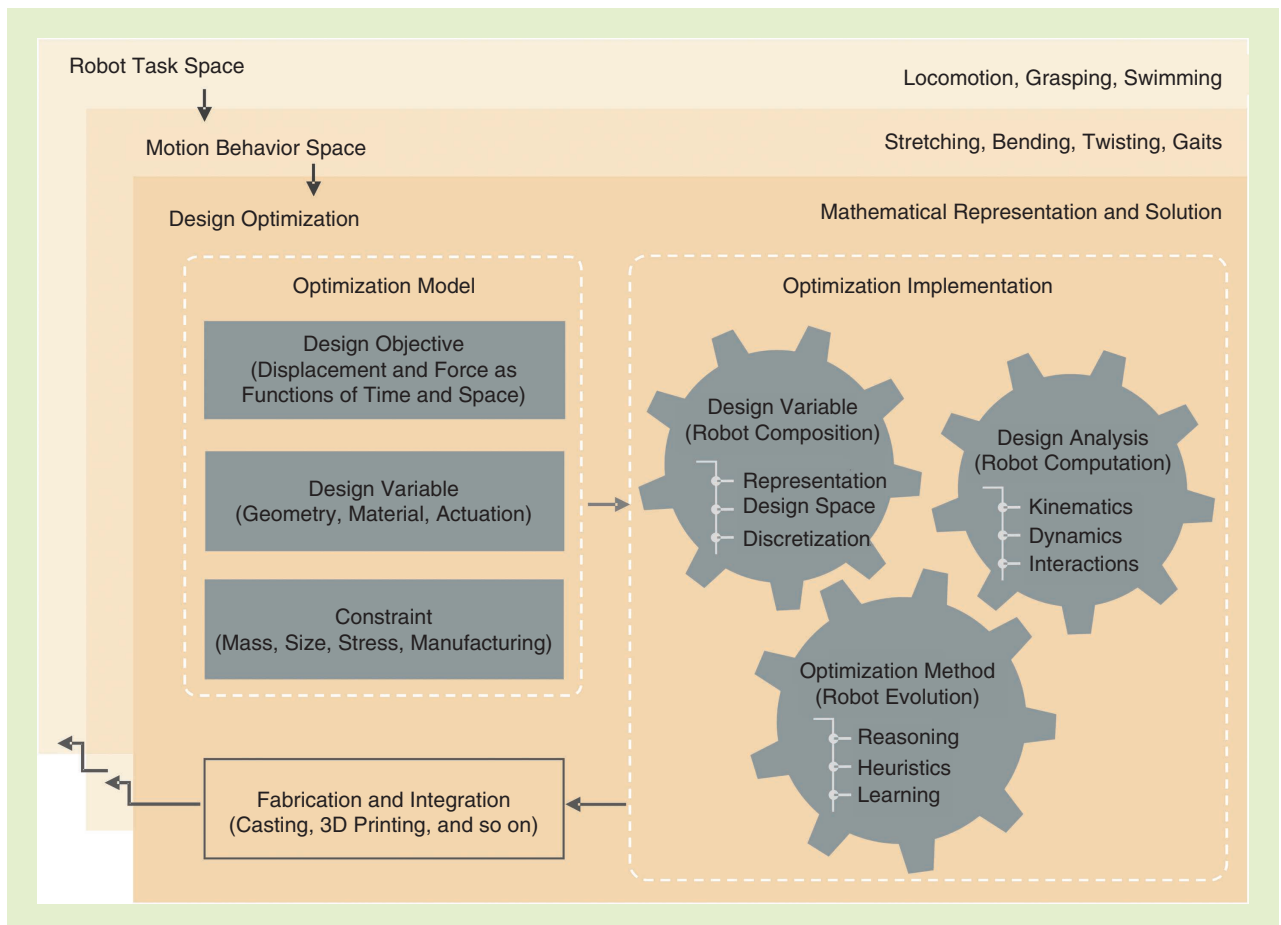 Robot Task Space
Locomotion, Grasping, Swimming
Motion Behavior Space
Stretching, Bending, Twisting, Gaits
Design Optimization
Mathematical Representation and Solution
Optimization Model
Design Objective
(Displacement and Force as
Functions of Time and Space)
Design Variable
(Geometry, Material, Actuation)
Constraint
(Mass, Size, Stress, Manufacturing)
Optimization Implementation
Design Variable
(Robot Composition)
Representation
Design Space
Discretization
Design Analysis
(Robot Computation)
Kinematics
Dynamics
Interactions
Optimization Method
(Robot Evolution)
Reasoning
Heuristics
Learning
Fabrication and Integration
(Casting, 3D Printing, and so on)